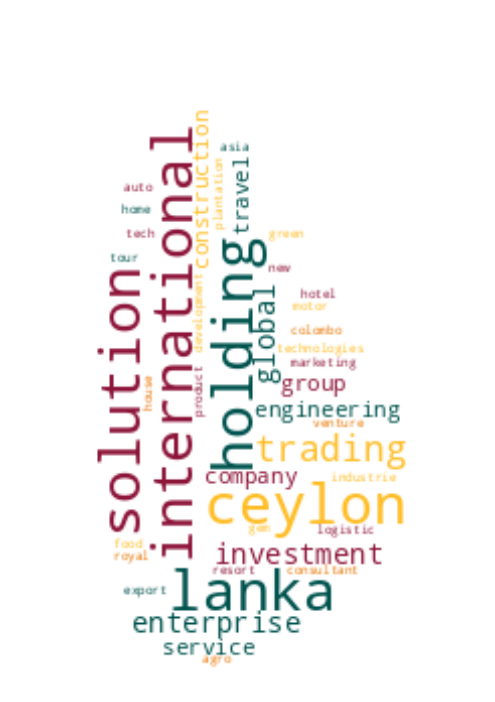 construction
asia
international
travel
plantation
auto
home
tech
green
tour
holding
new
solution
development
global
hotel
motor
colombo
technologies
marketing
product
house
group
engineering
venture
trading
company
industrie
ceylon
gem
logistic
food
royal
investment
resort
consultant
lanka
export
enterprise
service
agro